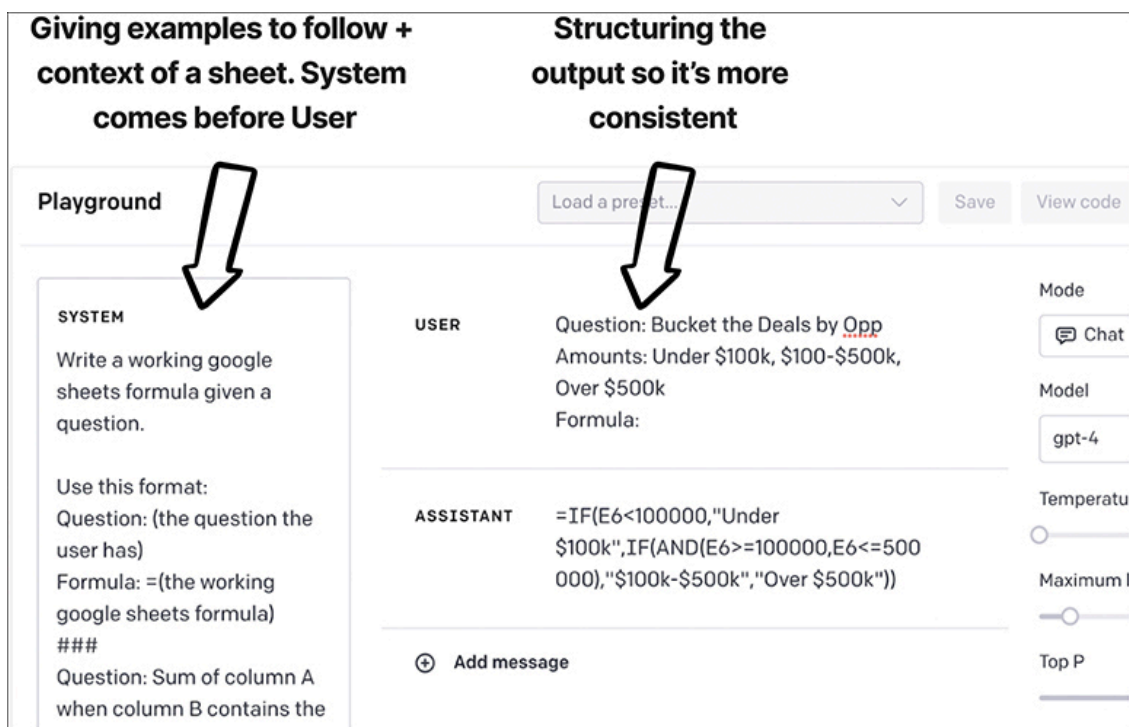 Giving examples to follow +
context of a sheet. System
comes before User
Structuring the
output so it's more
consistent
Playground
Load a preset...
Save
View code
SYSTEM
Write a working google
sheets formula given a
question.
Use this format:
Question: (the question the
user has)
Formula: =(the working
google sheets formula)
###
Question: Sum of column A
when column B contains the
USER
Question: Bucket the Deals by Opp
Amounts: Under $100k, $100-$500k,
Over $500k
Formula:
ASSISTANT
=IF(E6<100000,"Under
$100k",IF(AND(E6>=100000,E6<=500
000),"$100k-$500k","Over $500k"))
Add message
Mode
Chat
Model
gpt-4
Temperatu
Maximum l
Top P